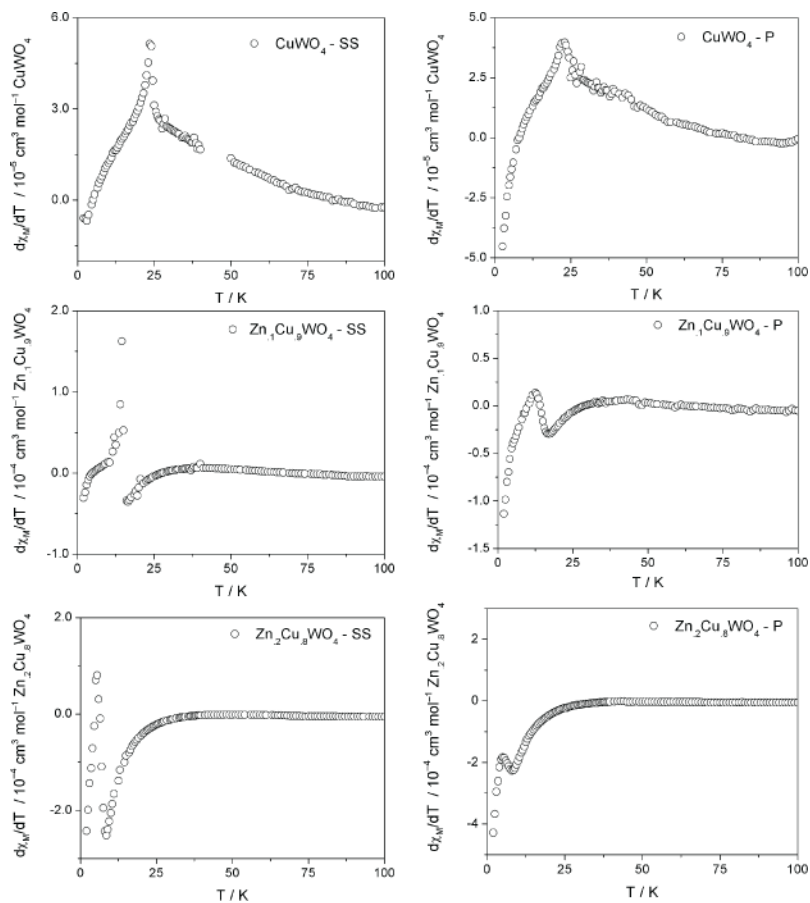 6.0
3.0
0.0
CuWO₄ - SS
dχ_M/dT / 10⁻⁵ cm³ mol⁻¹ CuWO₄
0 25 50 75 100
T / K
5.0
2.5
0.0
-2.5
-5.0
CuWO₄ - P
dχ_M/dT / 10⁻⁵ cm³ mol⁻¹ CuWO₄
0 25 50 75 100
T / K
2.0
1.0
0.0
-1.0
Zn.₁Cu.₉WO₄ - SS
dχ_M/dT / 10⁻⁴ cm³ mol⁻¹ Zn.₁Cu.₉WO₄
0 25 50 75 100
T / K
1.0
0.5
0.0
-0.5
-1.0
-1.5
Zn.₁Cu.₉WO₄ - P
dχ_M/dT / 10⁻⁴ cm³ mol⁻¹ Zn.₁Cu.₉WO₄
0 25 50 75 100
T / K
2.0
0.0
-2.0
Zn.₂Cu.₈WO₄ - SS
dχ_M/dT / 10⁻⁴ cm³ mol⁻¹ Zn.₂Cu.₈WO₄
0 25 50 75 100
T / K
2
0
-2
-4
Zn.₂Cu.₈WO₄ - P
dχ_M/dT / 10⁻⁴ cm³ mol⁻¹ Zn.₂Cu.₈WO₄
0 25 50 75 100
T / K